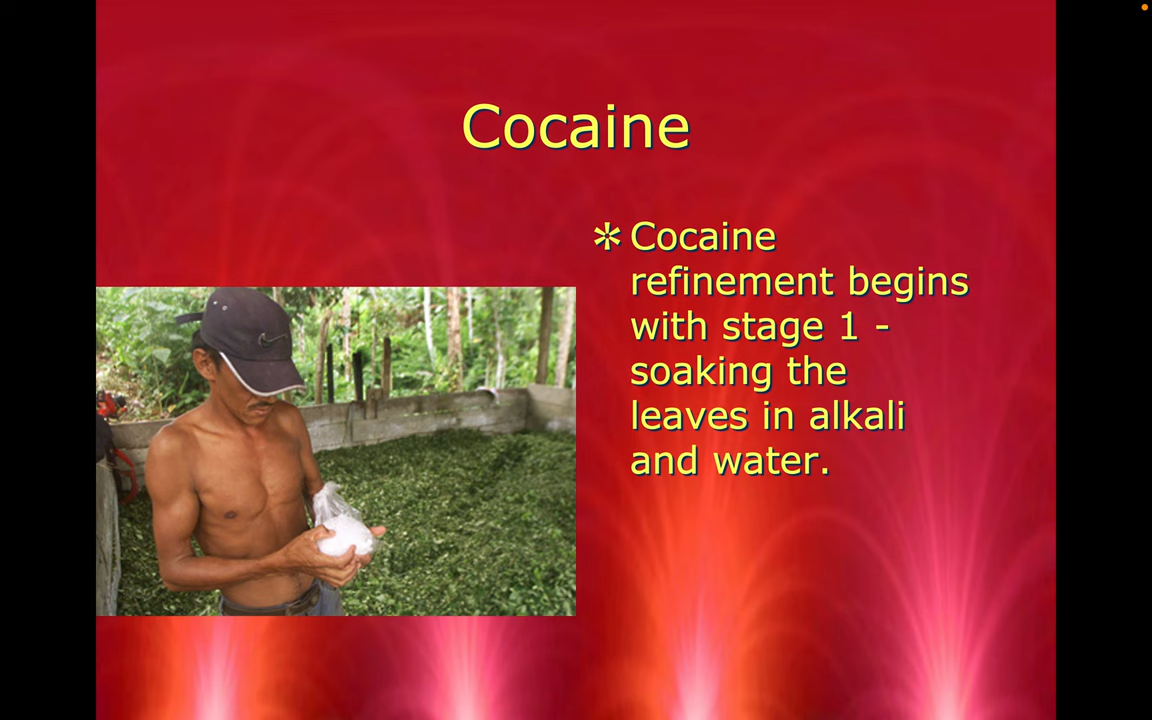 Cocaine
✲ Cocaine
refinement begins
with stage 1 -
soaking the
leaves in alkali
and water.